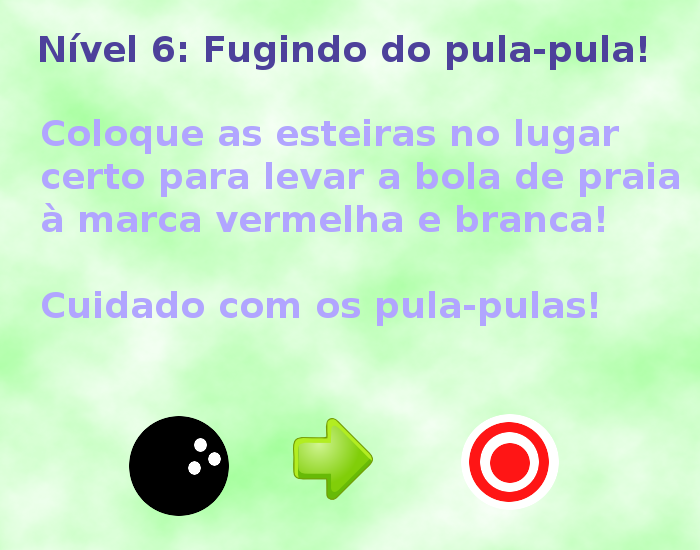 Nível 6: Fugindo do pula-pula!
Coloque as esteiras no lugar
certo para levar a bola de praia
à marca vermelha e branca!
Cuidado com os pula-pulas!